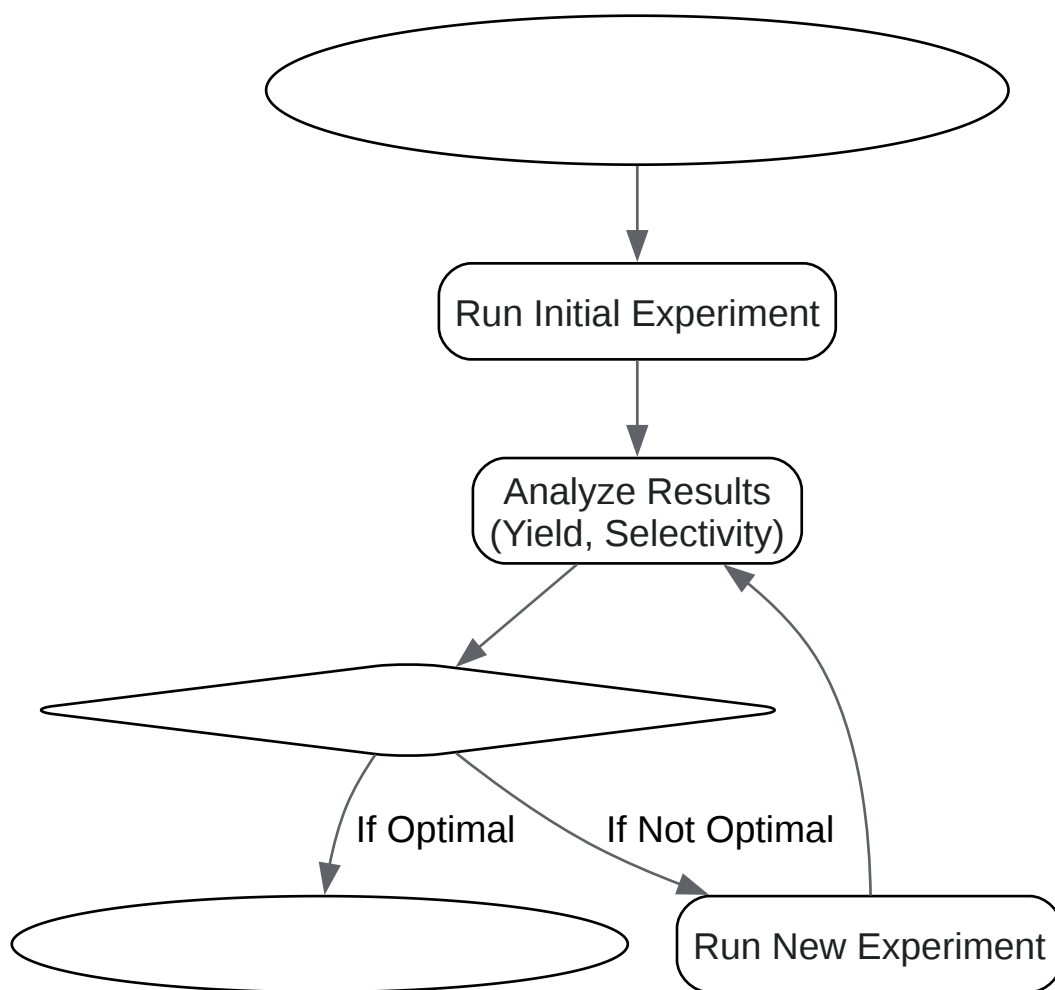 Run Initial Experiment
Analyze Results
(Yield, Selectivity)
If Optimal
If Not Optimal
Run New Experiment